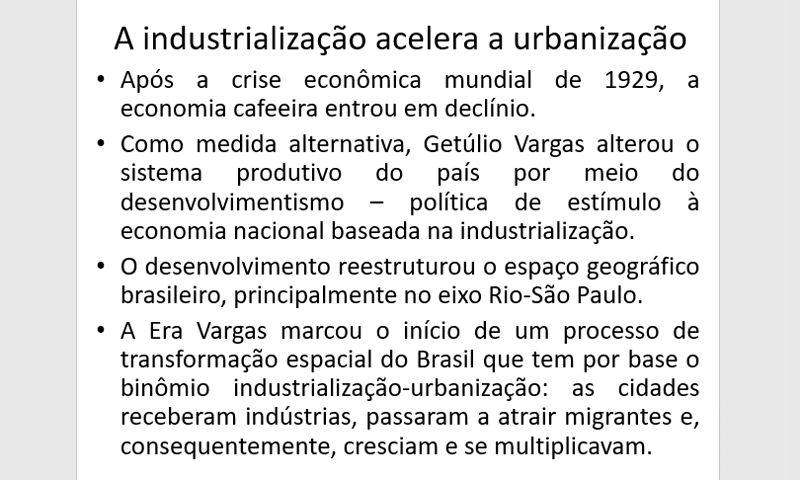 A industrialização acelera a urbanização
• Após a crise econômica mundial de 1929, a
economia cafeeira entrou em declínio.
• Como medida alternativa, Getúlio Vargas alterou o
sistema produtivo do país por meio do
desenvolvimentismo – política de estímulo à
economia nacional baseada na industrialização.
• O desenvolvimento reestruturou o espaço geográfico
brasileiro, principalmente no eixo Rio-São Paulo.
• A Era Vargas marcou o início de um processo de
transformação espacial do Brasil que tem por base o
binômio industrialização-urbanização: as cidades
receberam indústrias, passaram a atrair migrantes e,
consequentemente, cresciam e se multiplicavam.